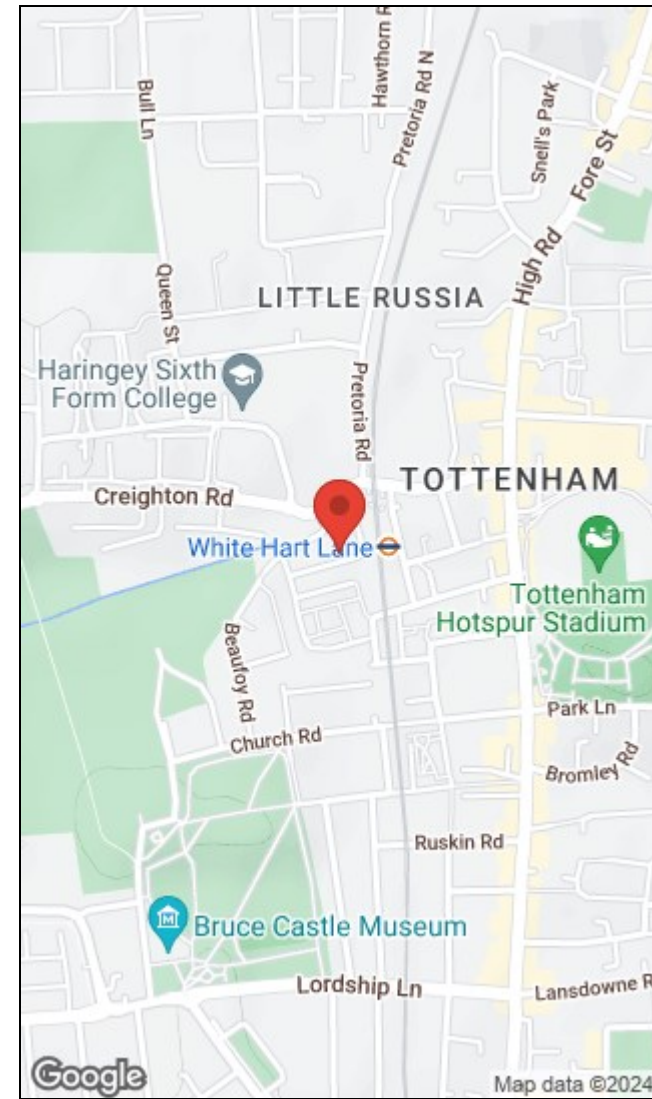 Bull Ln
Hawthorn R
Pretoria Rd N
Snell's Park
Fore St
High Rd
Queen St
LITTLE RUSSIA
Haringey Sixth
Form College
Pretoria Rd
TOTTENHAM
Creighton Rd
White Hart Lane
Tottenham
Hotspur Stadium
Beaufoy Rd
Church Rd
Park Ln
Bromley Rd
Ruskin Rd
M
Bruce Castle Museum
Lordship Ln
Lansdowne R
Google
Map data ©2024